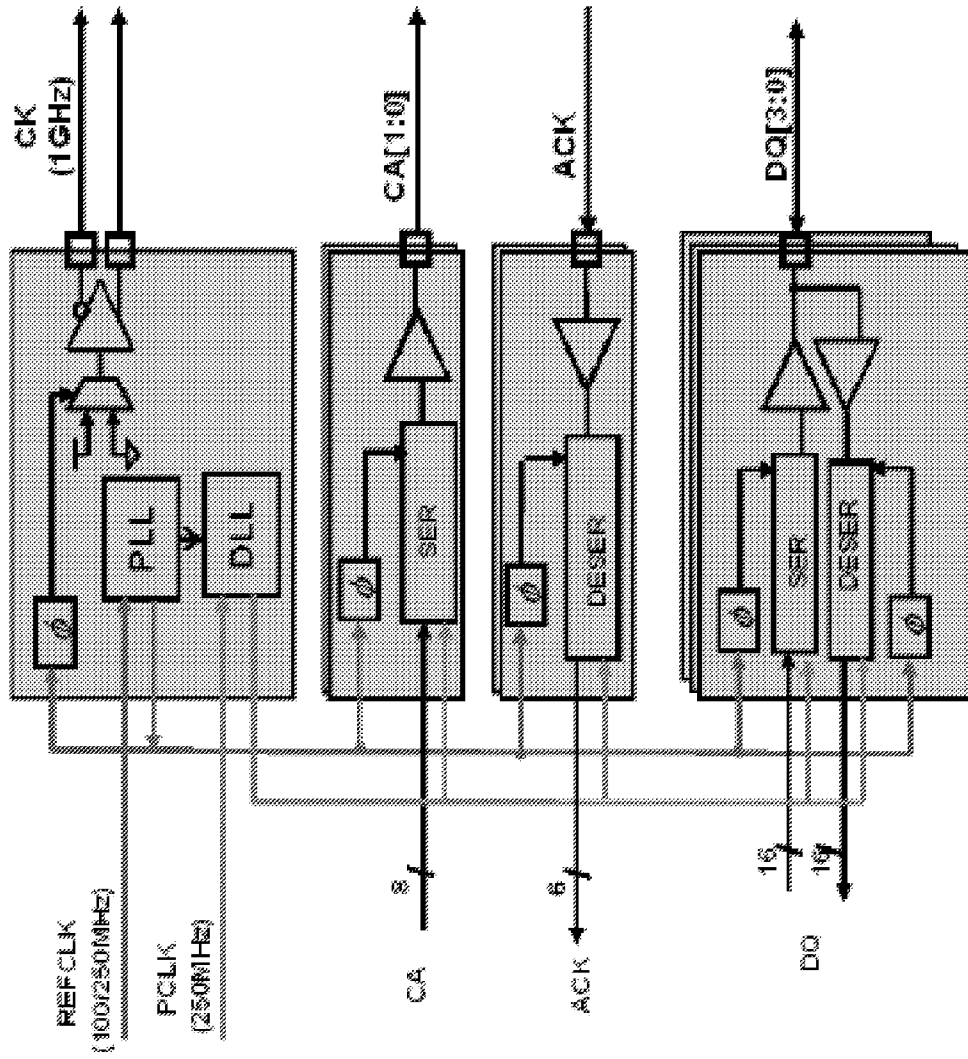 CK
(1GHz)
CA[1:0]
ACK
DQ[3:0]
ϕ
PLL
DLL
ϕ
SER
ϕ
DESER
ϕ
SER
DESER
ϕ
REFCLK
(100/250MHz)
PCLK
(250MHz)
8
CA
6
ACK
16
16
DQ